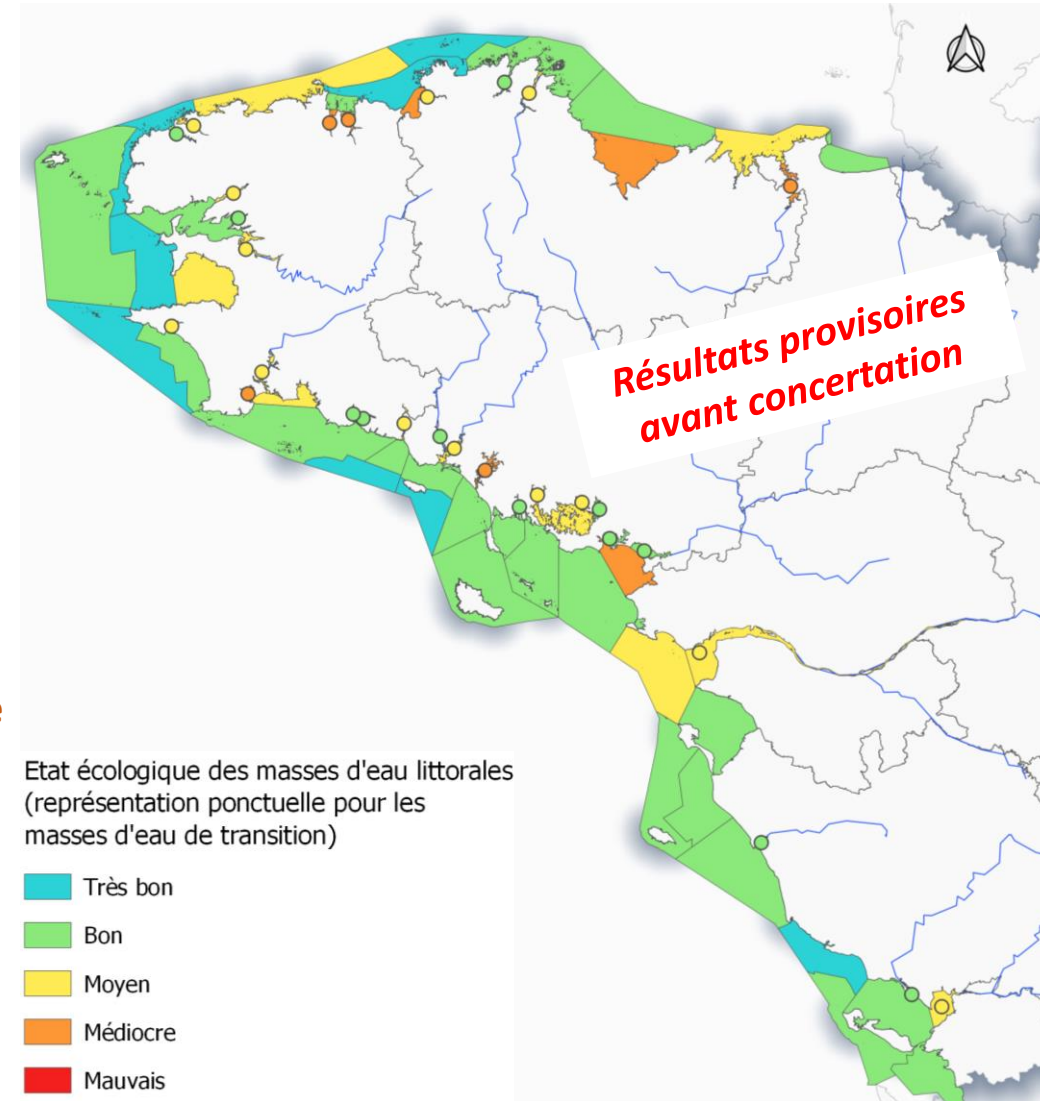 Résultats provisoires
avant concertation
e
Etat écologique des masses d'eau littorales
(représentation ponctuelle pour les
masses d'eau de transition)
Très bon
Bon
Moyen
Médiocre
Mauvais